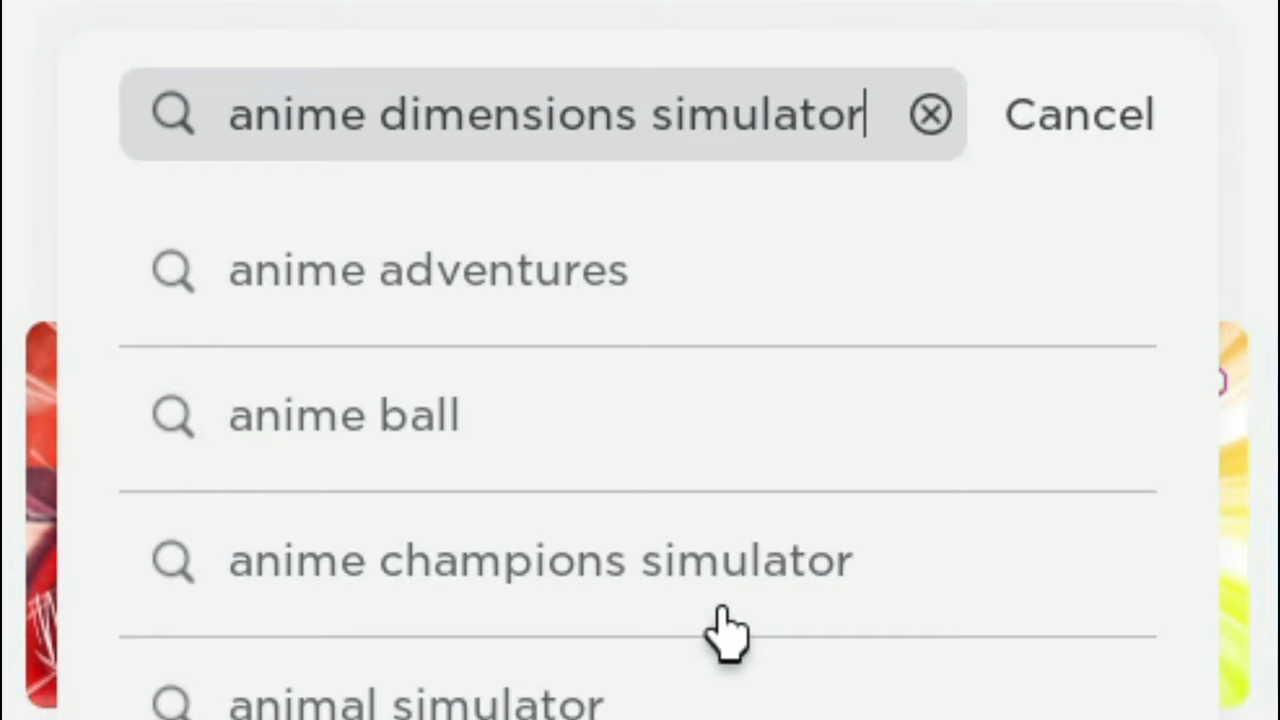 anime dimensions simulator Cancel
anime adventures
anime ball
anime champions simulator
animal simulator